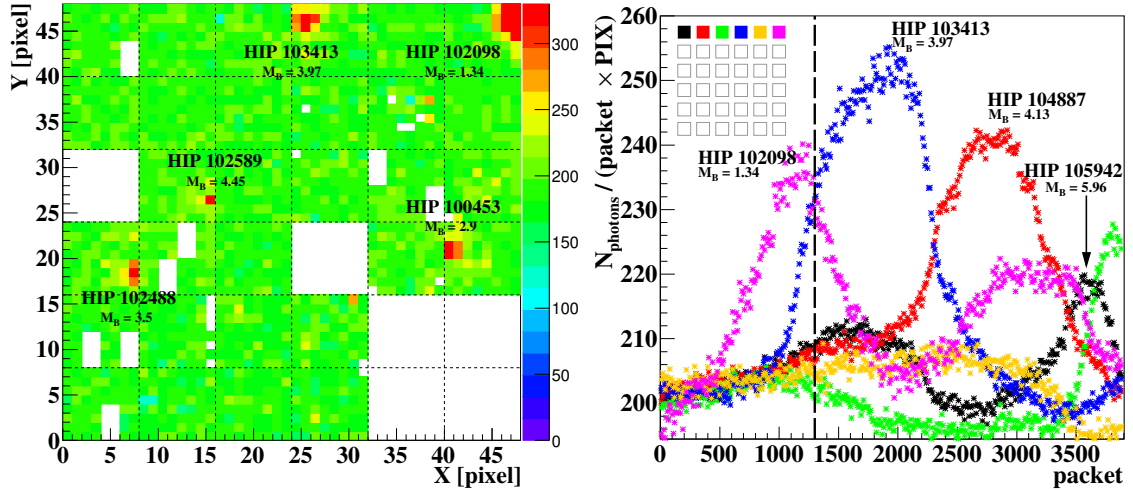 Y [pixel]
45
40
35
30
25
20
15
10
5
0
0 5 10 15 20 25 30 35 40 45
X [pixel]
HIP 103413
M_B = 3.97
HIP 102098
M_B = 1.34
HIP 102589
M_B = 4.45
HIP 100453
M_B = 2.9
HIP 102488
M_B = 3.5
300
250
200
150
100
50
0
N_photons / (packet × PIX)
260
250
240
230
220
210
200
0 500 1000 1500 2000 2500 3000 3500
packet
HIP 103413
M_B = 3.97
HIP 104887
M_B = 4.13
HIP 102098
M_B = 1.34
HIP 105942
M_B = 5.96